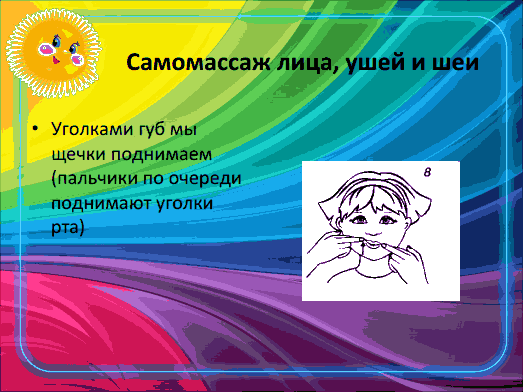 Самомассаж лица, ушей и шеи
• Уголками губ мы
щечки поднимаем
(пальчики по очереди
поднимают уголки
рта)
8